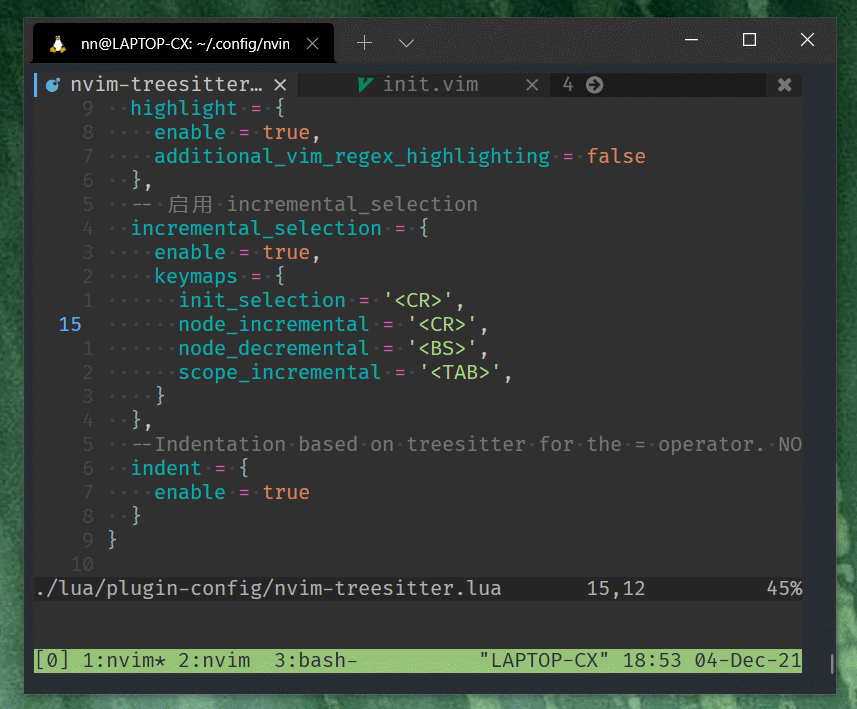 nn@LAPTOP-CX: ~/.config/nvin
nvim-treesitter… init.vim 4
9 highlight = {
8 enable = true,
7 additional_vim_regex_highlighting = false
6 },
5 -- 启用 incremental_selection
4 incremental_selection = {
3 enable = true,
2 keymaps = {
1 init_selection = '<CR>',
15 node_incremental = '<CR>',
1 node_decremental = '<BS>',
2 scope_incremental = '<TAB>',
3 }
4 },
5 --Indentation based on treesitter for the = operator. NO
6 indent = {
7 enable = true
8 }
9 }
10
./lua/plugin-config/nvim-treesitter.lua 15,12 45%
[0] 1:nvim* 2:nvim 3:bash- "LAPTOP-CX" 18:53 04-Dec-21